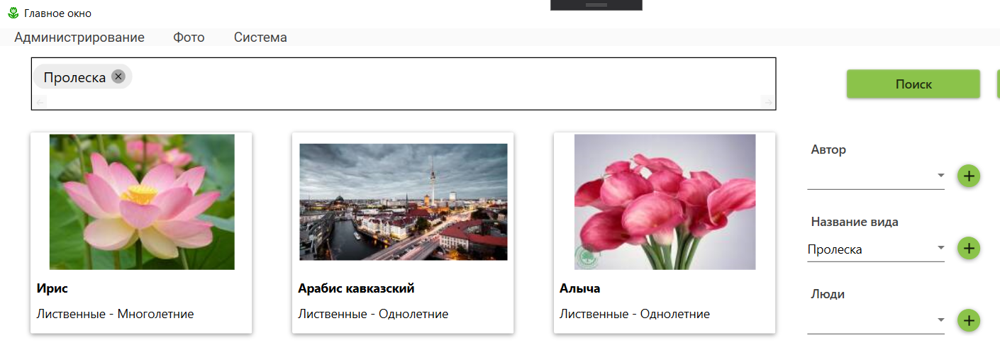 Главное окно
Администрирование Фото Система
Пролеска
Поиск
Автор
Название вида
Пролеска
Люди
Ирис
Лиственные - Многолетние
Арабис кавказский
Лиственные - Однолетние
Алыча
Лиственные - Однолетние